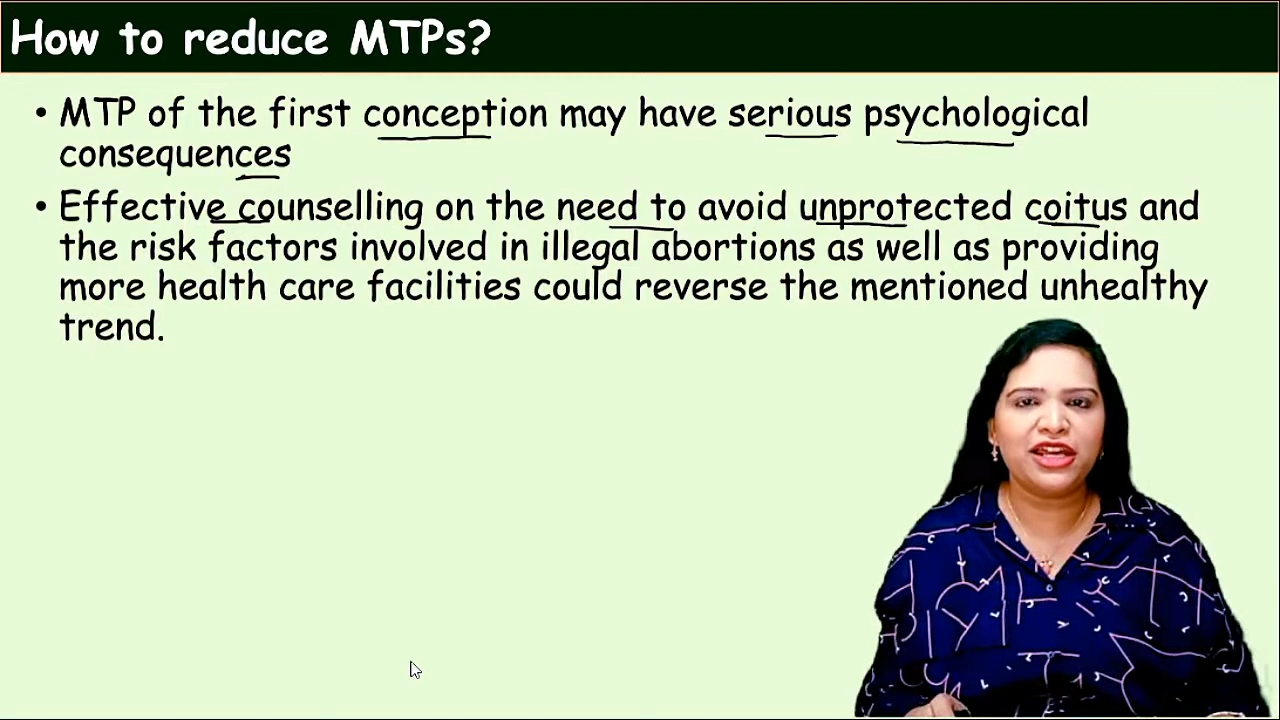 How to reduce MTPs?
• MTP of the first conception may have serious psychological
consequences
• Effective counselling on the need to avoid unprotected coitus and
the risk factors involved in illegal abortions as well as providing
more health care facilities could reverse the mentioned unhealthy
trend.